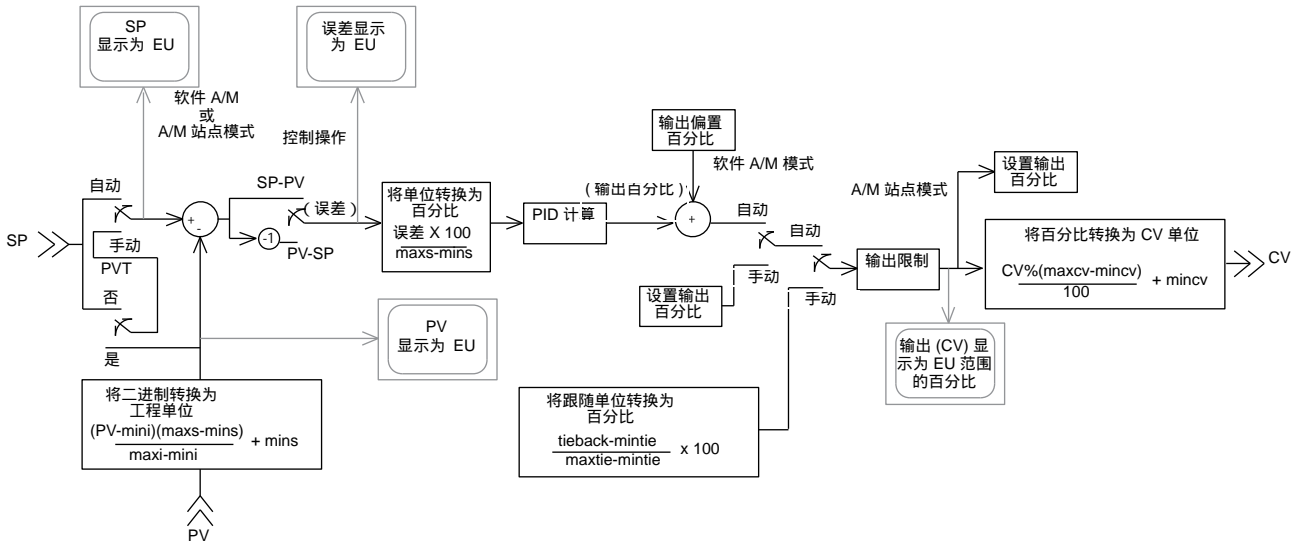 SP
显示为 EU
误差显示
为 EU
软件 A/M
或
A/M 站点模式
控制操作
输出偏置
百分比
软件 A/M 模式
设置输出
百分比
A/M 站点模式
自动
SP-PV
(误差)
将单位转换为
百分比
误差 X 100
maxs-mins
(输出百分比)
PID 计算
+
自动
自动
将百分比转换为 CV 单位
CV%(maxcv-mincv)
100
+ mincv
CV
SP
+
-
-1
PV-SP
手动
PVT
否
是
输出限制
手动
手动
设置输出
百分比
PV
显示为 EU
输出 (CV) 显
示为 EU 范围
的百分比
将二进制转换为
工程单位
(PV-mini)(maxs-mins)
maxi-mini
+ mins
将跟随单位转换为
百分比
tieback-mintie
maxtie-mintie
x 100
PV